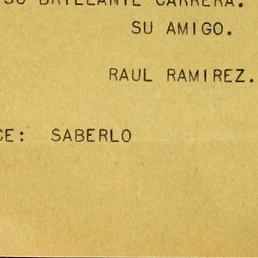 SU BRILLANTE CARRERA.
SU AMIGO.
RAUL RAMIREZ.
CE: SABERLO